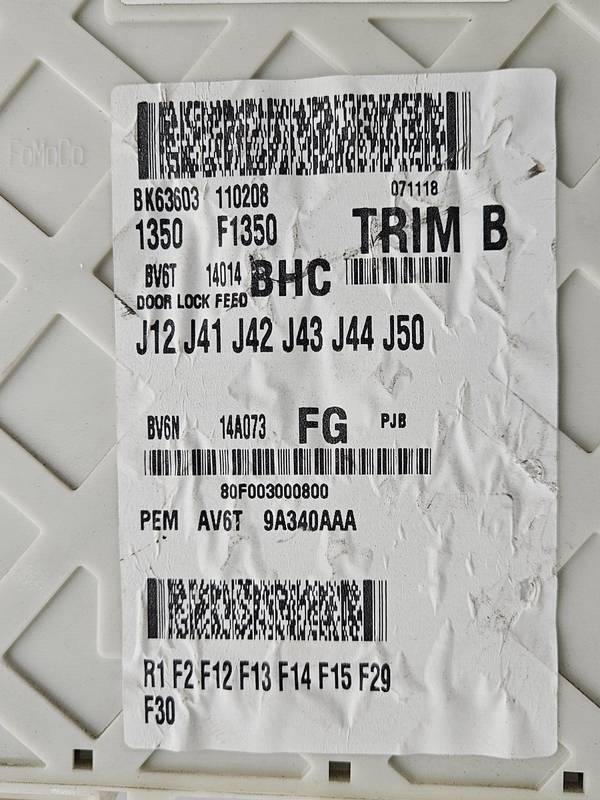 FoMoCo
BK63603 110208 071118
1350 F1350 TRIM B
BV6T 14014 BHC
DOOR LOCK FEED
J12 J41 J42 J43 J44 J50
BV6N 14A073 FG PJB
80F003000800
PEM AV6T 9A340AAA
R1 F2 F12 F13 F14 F15 F29
F30